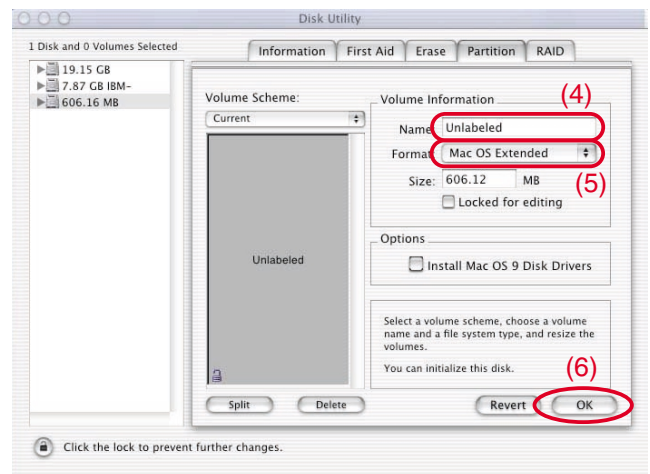 Disk Utility
1 Disk and 0 Volumes Selected
19.15 GB
7.87 GB IBM-
606.16 MB
Information
First Aid
Erase
Partition
RAID
Volume Scheme:
Current
Unlabeled
Split
Delete
Volume Information
(4)
Name: Unlabeled
Format: Mac OS Extended
(5)
Size: 606.12 MB
Locked for editing
Options
Install Mac OS 9 Disk Drivers
Select a volume scheme, choose a volume
name and a file system type, and resize the
volumes.
You can initialize this disk.
(6)
Revert
OK
Click the lock to prevent further changes.